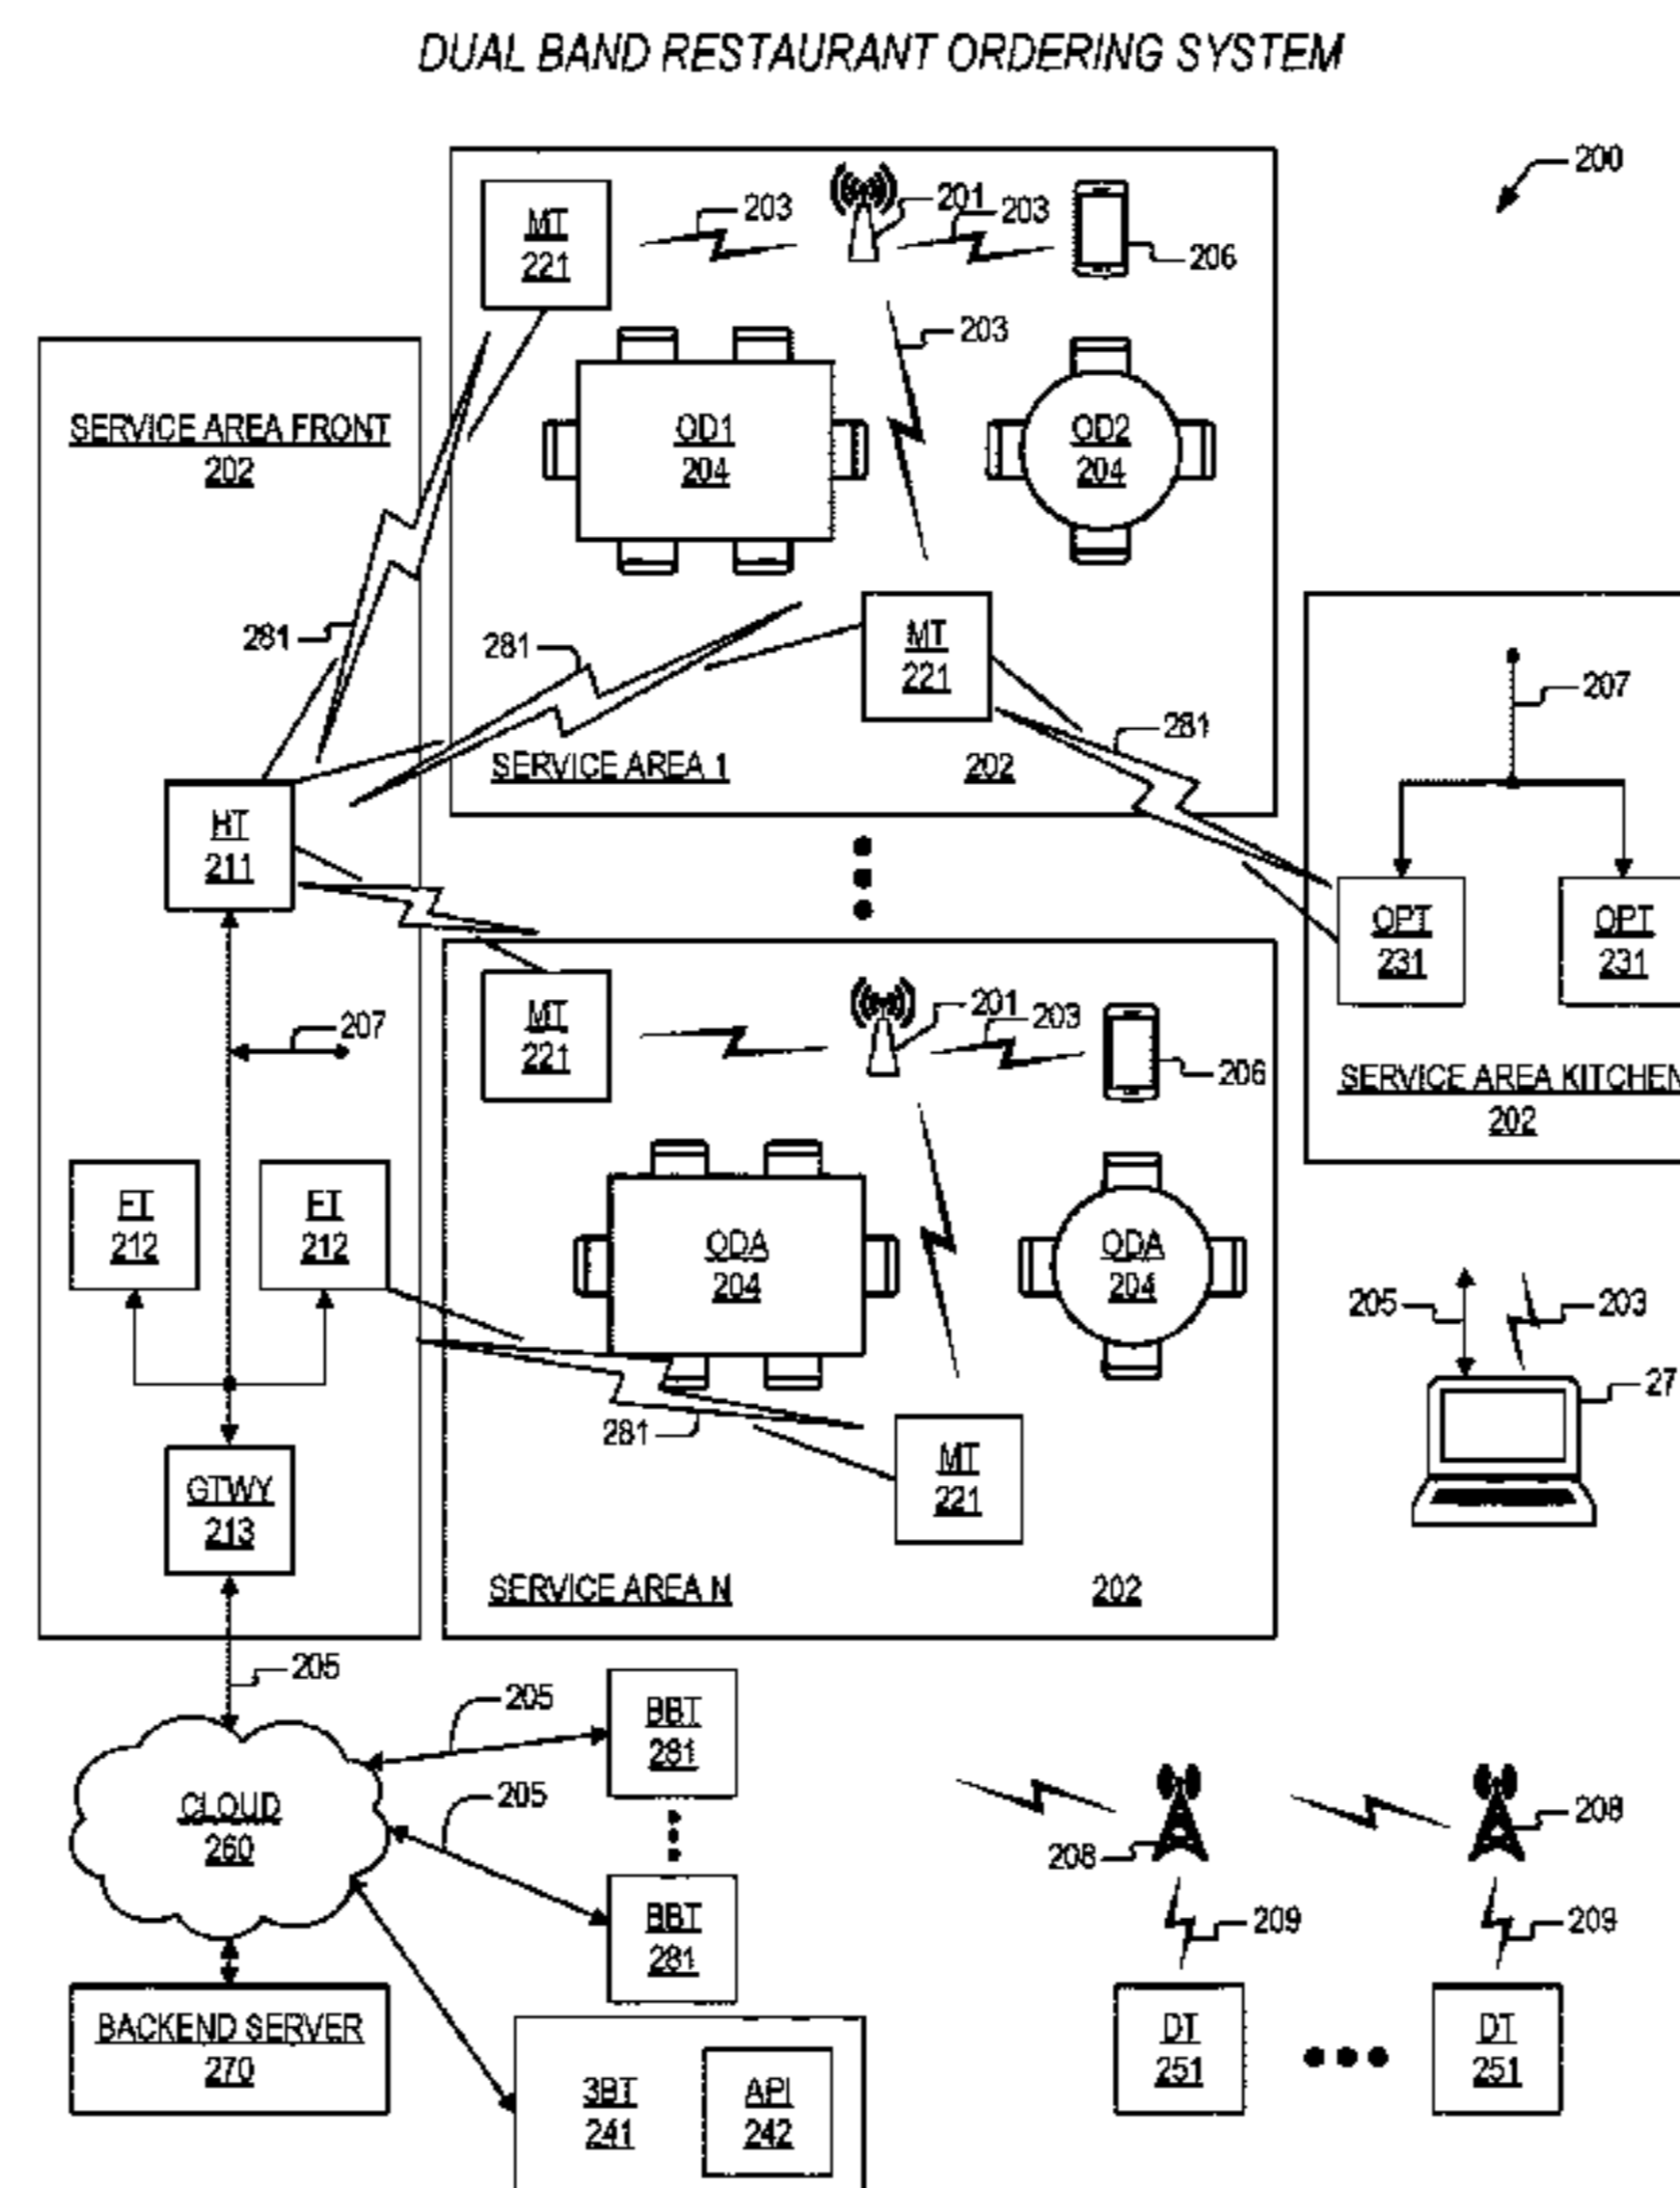 DUAL BAND RESTAURANT ORDERING SYSTEM
200
MT
221
203
201
203
206
203
SERVICE AREA FRONT
202
OD1
204
OD2
204
281
281
MT
221
281
207
SERVICE AREA 1
202
HT
211
OPT
231
OPT
231
207
MT
221
201
203
206
SERVICE AREA KITCHEN
202
FT
212
FT
212
ODA
204
ODA
204
205
203
27
281
MT
221
GTWY
213
SERVICE AREA N
202
205
205
BBT
281
205
CLOUD
260
208
208
BBT
281
209
209
BACKEND SERVER
270
DT
251
DT
251
3BT
241
API
242